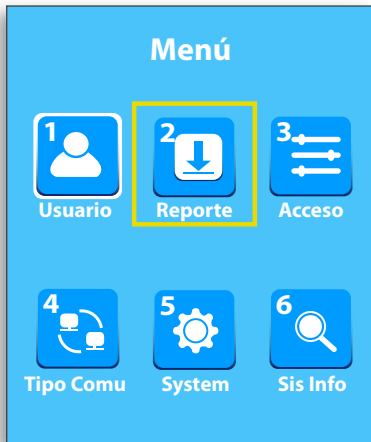 Menú
1 2 3
Usuario Reporte Acceso
4 5 6
Tipo Comu System Sis Info